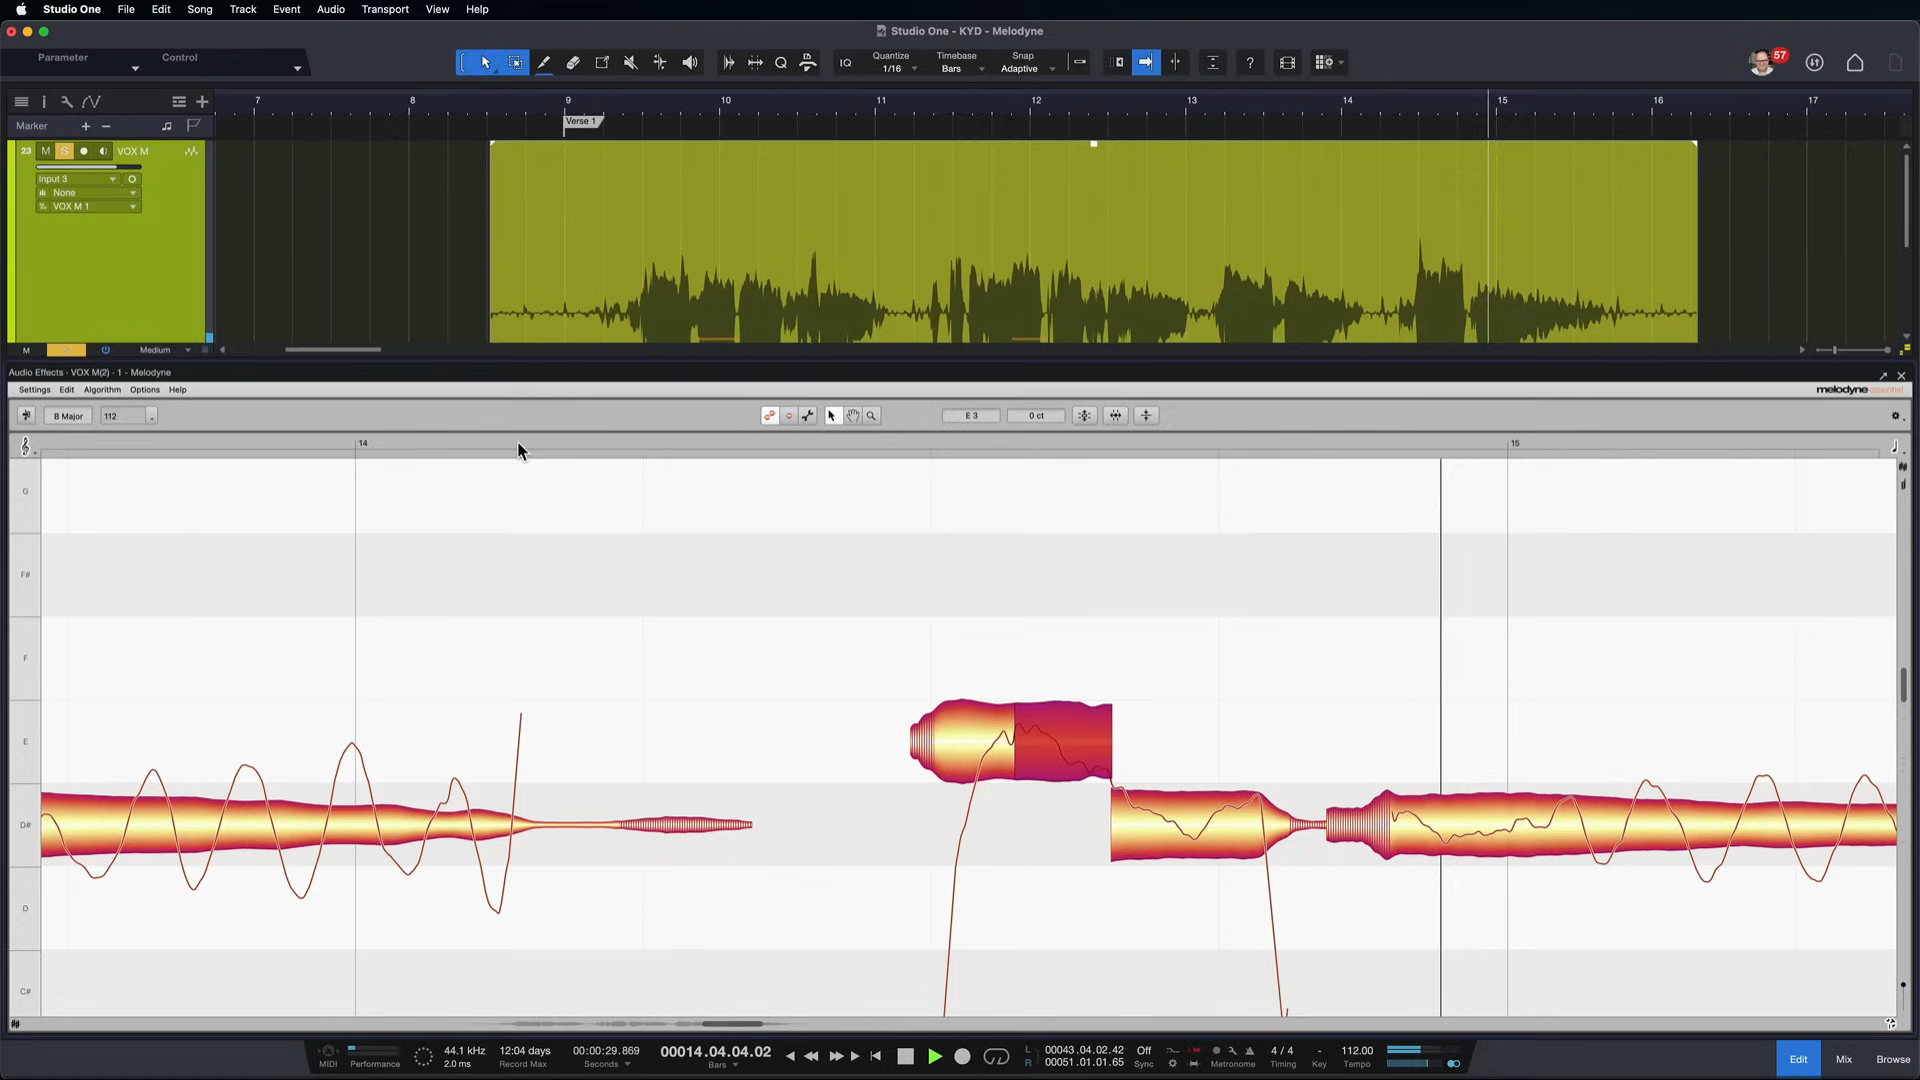 Studio One File Edit Song Track Event Audio Transport View Help
Studio One - KYD - Melodyne
Parameter Control
IQ Quantize 1/16 Timebase Bars Snap Adaptive
?
57
7 8 9 10 11 12 13 14 15 16 17
Marker + -
Verse 1
23 M S VOX M
Input 3
None
VOX M 1
M Medium
Audio Effects - VOX M(2) - 1 - Melodyne
Settings Edit Algorithm Options Help
melodyne essential
B Major 112 E 3 0 ct
14 15
G
F#
F
E
D#
D
C#
MIDI Performance
44.1 kHz 2.0 ms
12:04 days Record Max
00:00:29.869 Seconds
00014.04.04.02 Bars
L 00043.04.02.42
R 00051.01.01.65
Off Sync
Metronome
4 / 4 Timing
- Key
112.00 Tempo
Edit Mix Browse